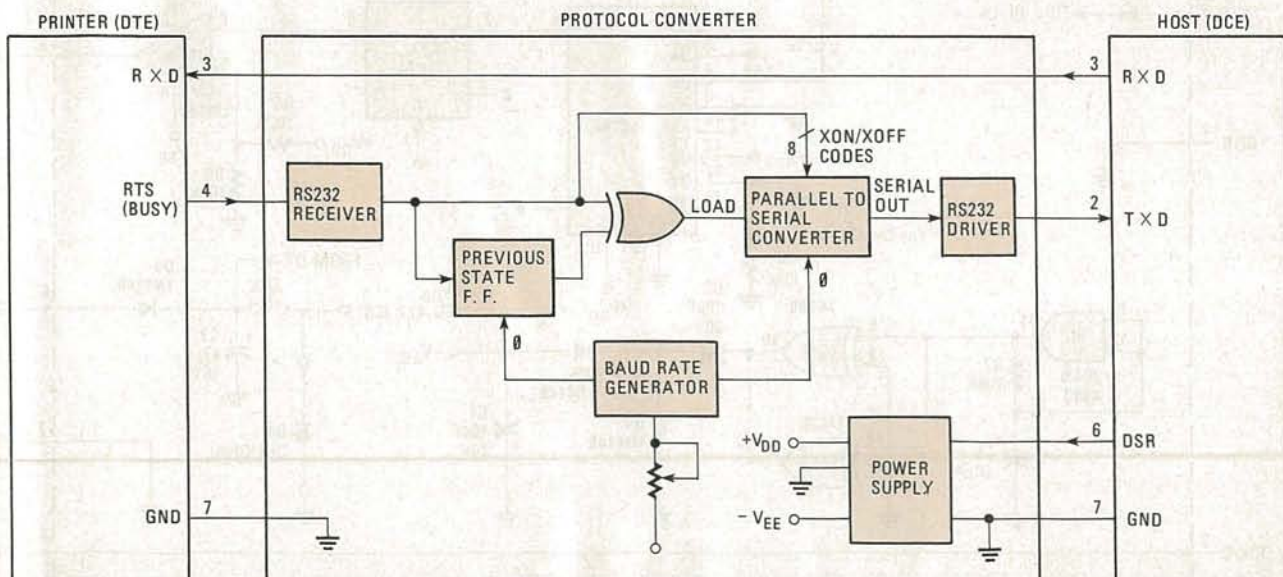 PRINTER (DTE)
PROTOCOL CONVERTER
HOST (DCE)
R X D
3
3
R X D
8
XON/XOFF
CODES
RTS
(BUSY)
4
RS232
RECEIVER
LOAD
PARALLEL TO
SERIAL
CONVERTER
SERIAL
OUT
RS232
DRIVER
2
T X D
PREVIOUS
STATE
F. F.
Ø
Ø
BAUD RATE
GENERATOR
+VDD
POWER
SUPPLY
6
DSR
GND
7
- VEE
7
GND